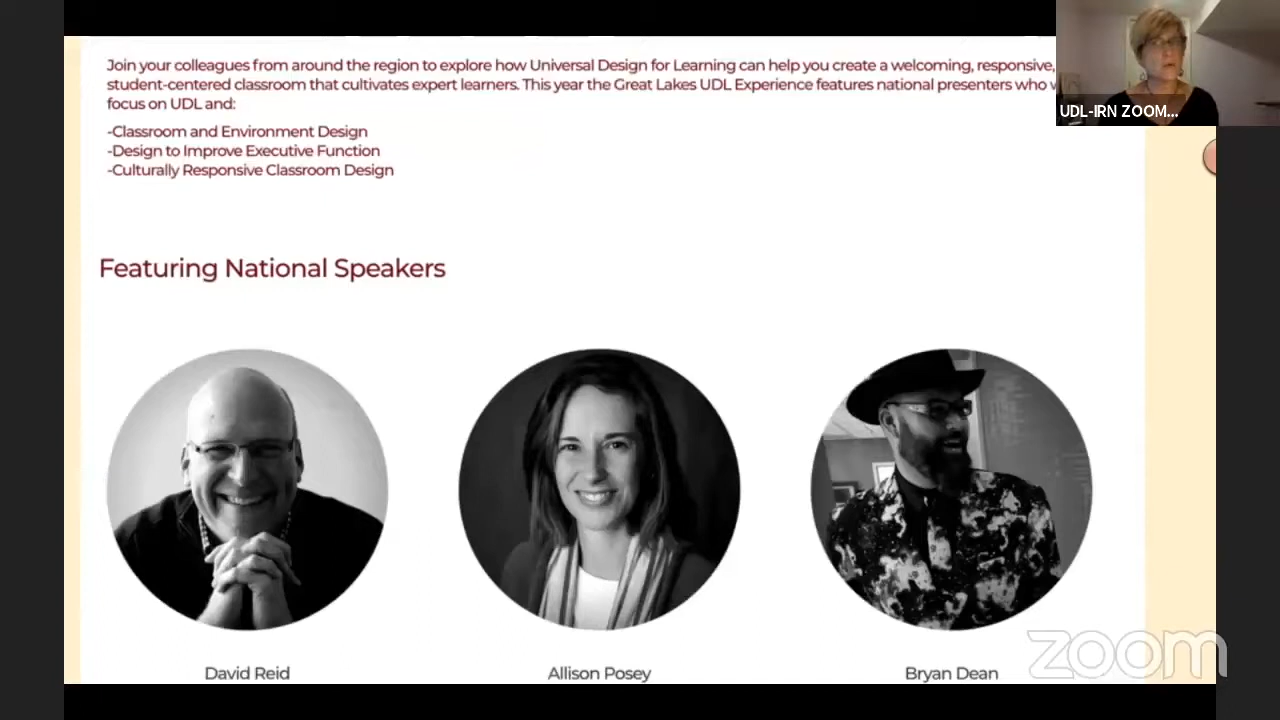 Join your colleagues from around the region to explore how Universal Design for Learning can help you create a welcoming, responsive,
student-centered classroom that cultivates expert learners. This year the Great Lakes UDL Experience features national presenters who
focus on UDL and:
-Classroom and Environment Design
-Design to Improve Executive Function
-Culturally Responsive Classroom Design
UDL-IRN ZOOM...
Featuring National Speakers
David Reid
Allison Posey
Bryan Dean
zoom